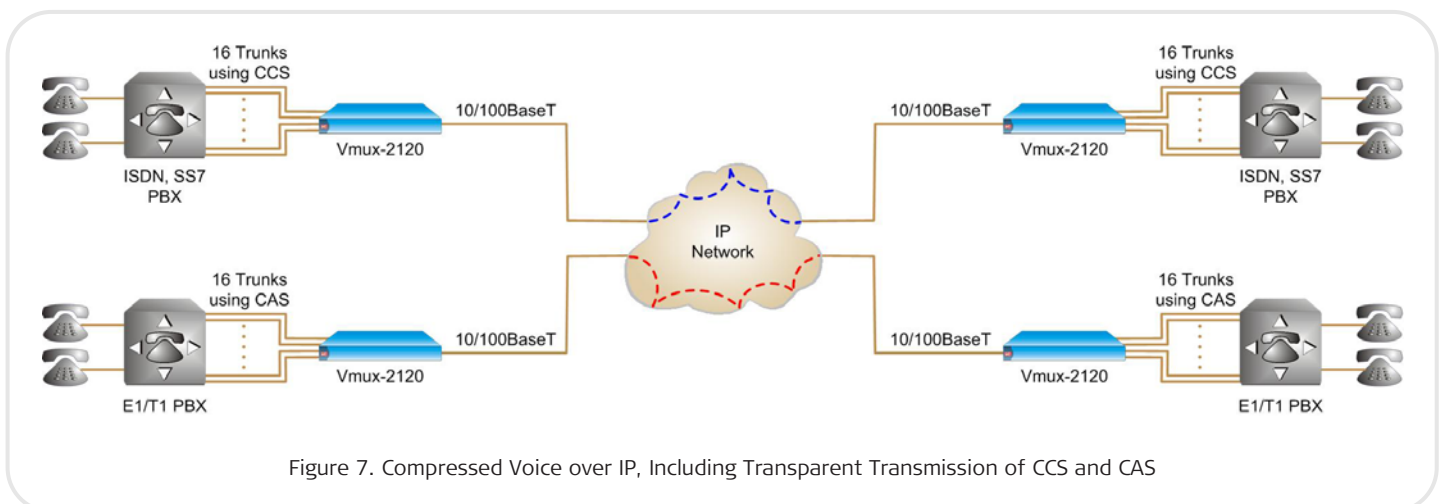 16 Trunks
using CCS
10/100BaseT
Vmux-2120
ISDN, SS7
PBX
10/100BaseT
16 Trunks
using CCS
Vmux-2120
ISDN, SS7
PBX
IP
Network
16 Trunks
using CAS
10/100BaseT
Vmux-2120
E1/T1 PBX
10/100BaseT
16 Trunks
using CAS
Vmux-2120
E1/T1 PBX
Figure 7. Compressed Voice over IP, Including Transparent Transmission of CCS and CAS